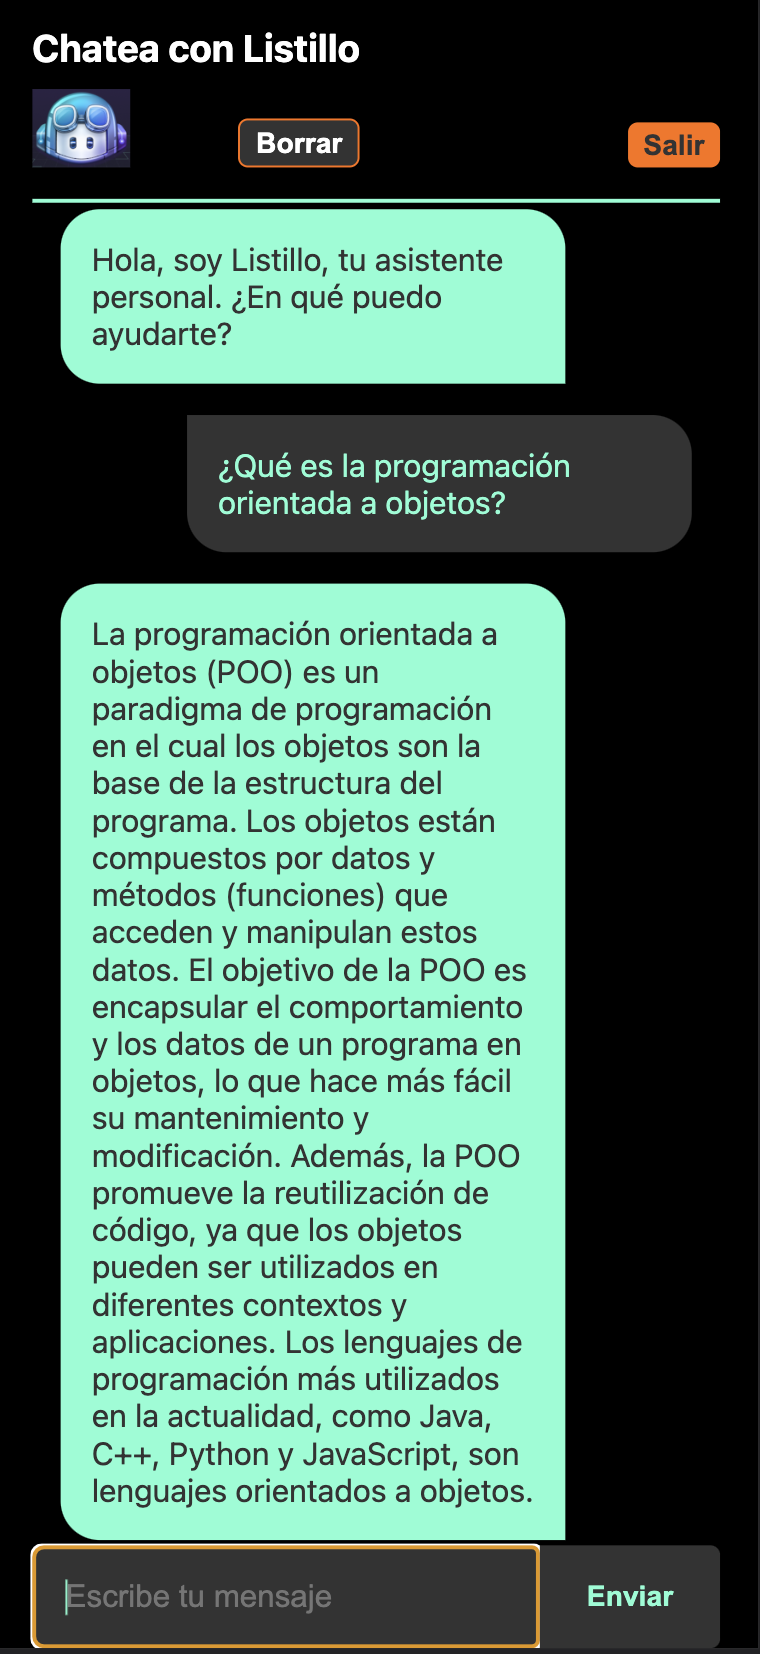 Chatea con Listillo
Borrar
Salir
Hola, soy Listillo, tu asistente
personal. ¿En qué puedo
ayudarte?
¿Qué es la programación
orientada a objetos?
La programación orientada a
objetos (POO) es un
paradigma de programación
en el cual los objetos son la
base de la estructura del
programa. Los objetos están
compuestos por datos y
métodos (funciones) que
acceden y manipulan estos
datos. El objetivo de la POO es
encapsular el comportamiento
y los datos de un programa en
objetos, lo que hace más fácil
su mantenimiento y
modificación. Además, la POO
promueve la reutilización de
código, ya que los objetos
pueden ser utilizados en
diferentes contextos y
aplicaciones. Los lenguajes de
programación más utilizados
en la actualidad, como Java,
C++, Python y JavaScript, son
lenguajes orientados a objetos.
Escribe tu mensaje
Enviar